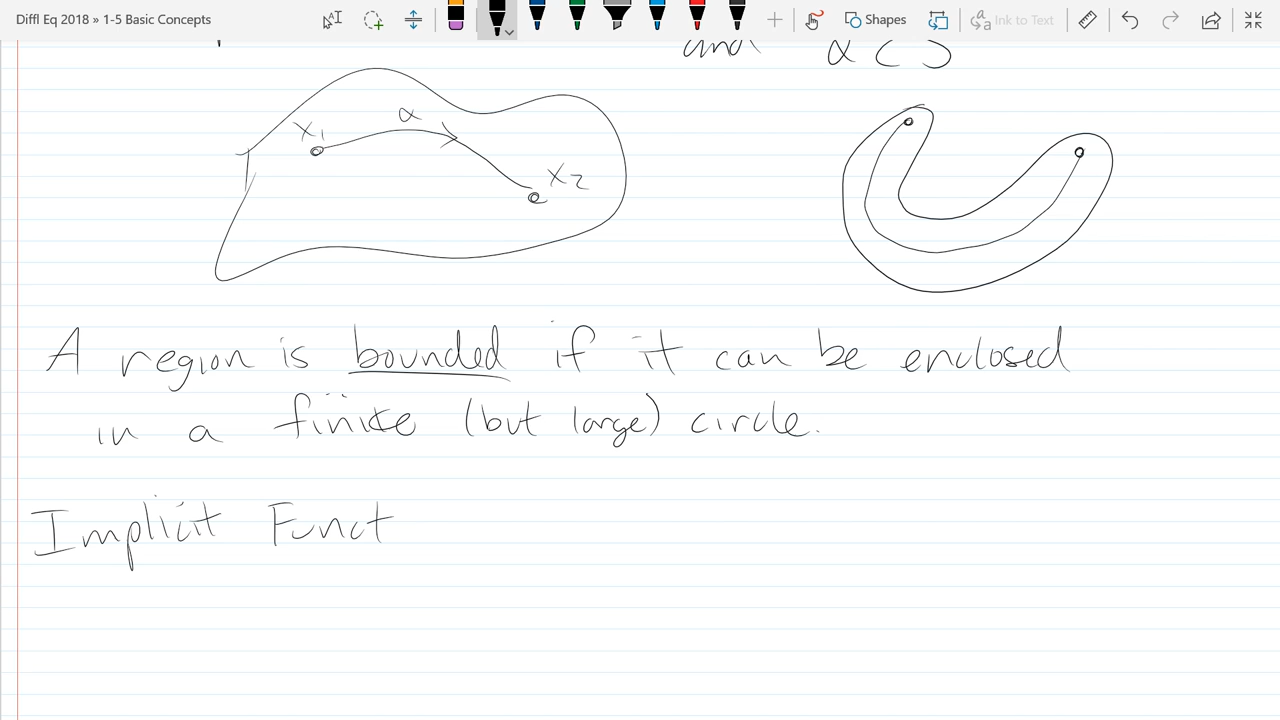 Diffl Eq 2018 » 1-5 Basic Concepts
Shapes
Ink to Text
and α ⊂ S
α
x₁
x₂
A region is bounded if it can be enclosed
in a finite (but large) circle.
Implicit Funct